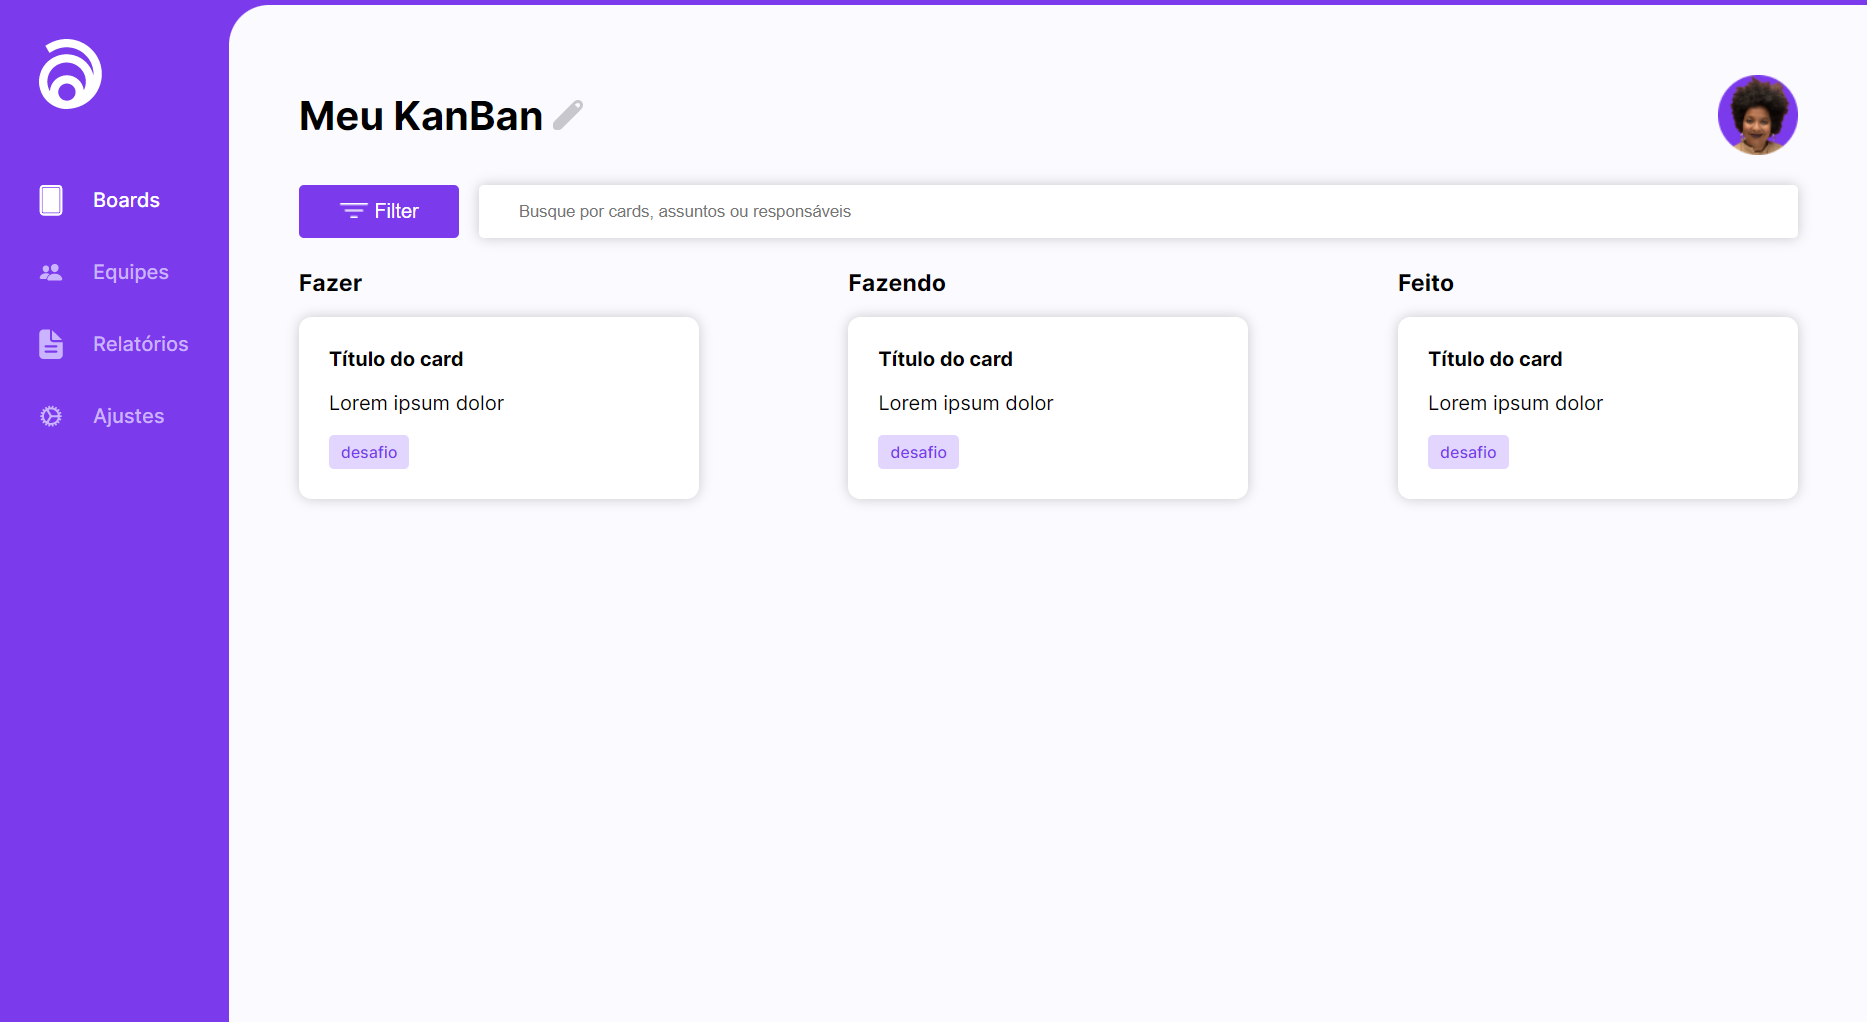 Boards
Equipes
Relatórios
Ajustes
Meu KanBan
Filter
Busque por cards, assuntos ou responsáveis
Fazer
Título do card
Lorem ipsum dolor
desafio
Fazendo
Título do card
Lorem ipsum dolor
desafio
Feito
Título do card
Lorem ipsum dolor
desafio